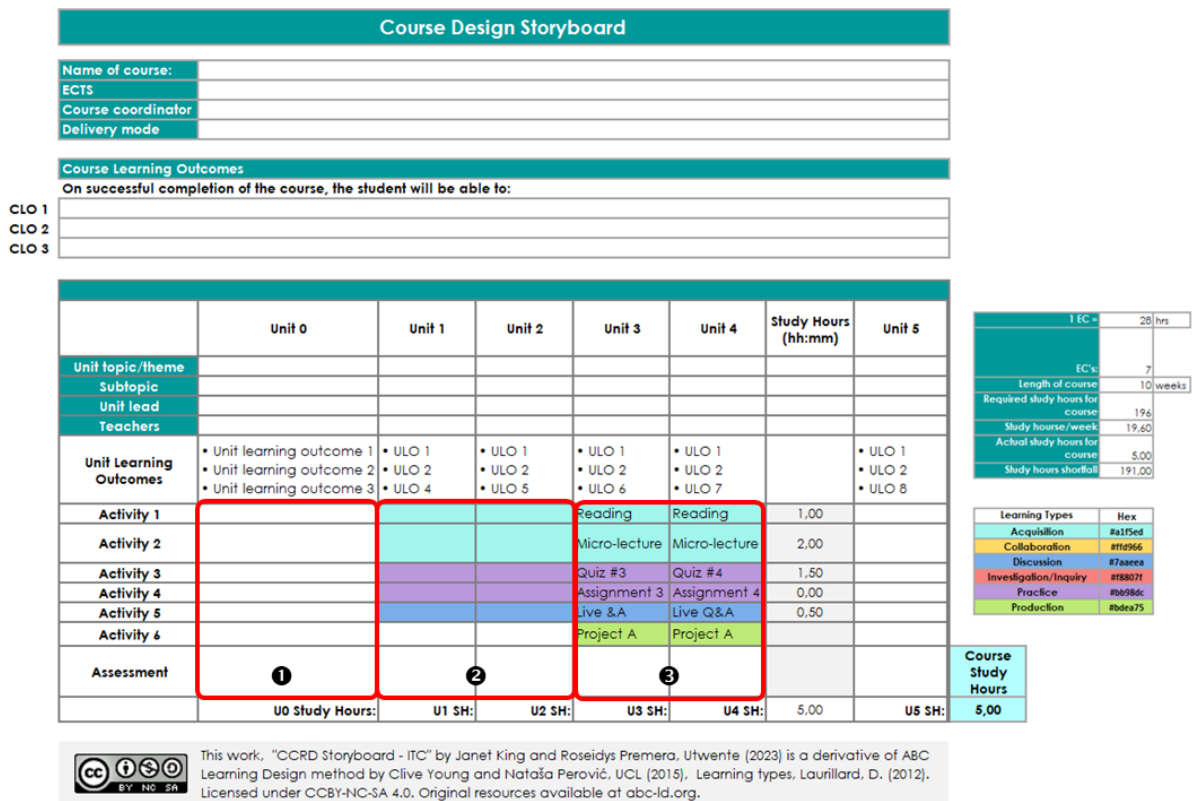 Course Design Storyboard
Name of course:
ECTS
Course coordinator
Delivery mode
Course Learning Outcomes
On successful completion of the course, the student will be able to:
CLO 1
CLO 2
CLO 3
Unit 0 Unit 1 Unit 2 Unit 3 Unit 4 Study Hours (hh:mm) Unit 5
Unit topic/theme
Subtopic
Unit lead
Teachers
Unit Learning Outcomes
• Unit learning outcome 1 • ULO 1 • ULO 1 • ULO 1 • ULO 1 • ULO 1
• Unit learning outcome 2 • ULO 2 • ULO 2 • ULO 2 • ULO 2 • ULO 2
• Unit learning outcome 3 • ULO 4 • ULO 5 • ULO 6 • ULO 7 • ULO 8
Activity 1 Reading Reading 1,00
Activity 2 Micro-lecture Micro-lecture 2,00
Activity 3 Quiz #3 Quiz #4 1,50
Activity 4 Assignment 3 Assignment 4 0,00
Activity 5 Live &A Live Q&A 0,50
Activity 6 Project A Project A
Assessment ❶ ❷ ❸
U0 Study Hours: U1 SH: U2 SH: U3 SH: U4 SH: 5,00 U5 SH: 5,00
Course
Study
Hours
1 EC = 28 hrs
EC's: 7
Length of course 10 weeks
Required study hours for
course 196
Study hourse/week 19,60
Actual study hours for
course 5,00
Study hours shortfall 191,00
Learning Types Hex
Acquisition #a1f5ed
Collaboration #ffd966
Discussion #7aaeea
Investigation/Inquiry #f8807f
Practice #bb98dc
Production #bdea75
cc BY NC SA
This work, "CCRD Storyboard - ITC" by Janet King and Roseidys Premera, Utwente (2023) is a derivative of ABC
Learning Design method by Clive Young and Nataša Perović, UCL (2015), Learning types, Laurillard, D. (2012).
Licensed under CCBY-NC-SA 4.0. Original resources available at abc-ld.org.